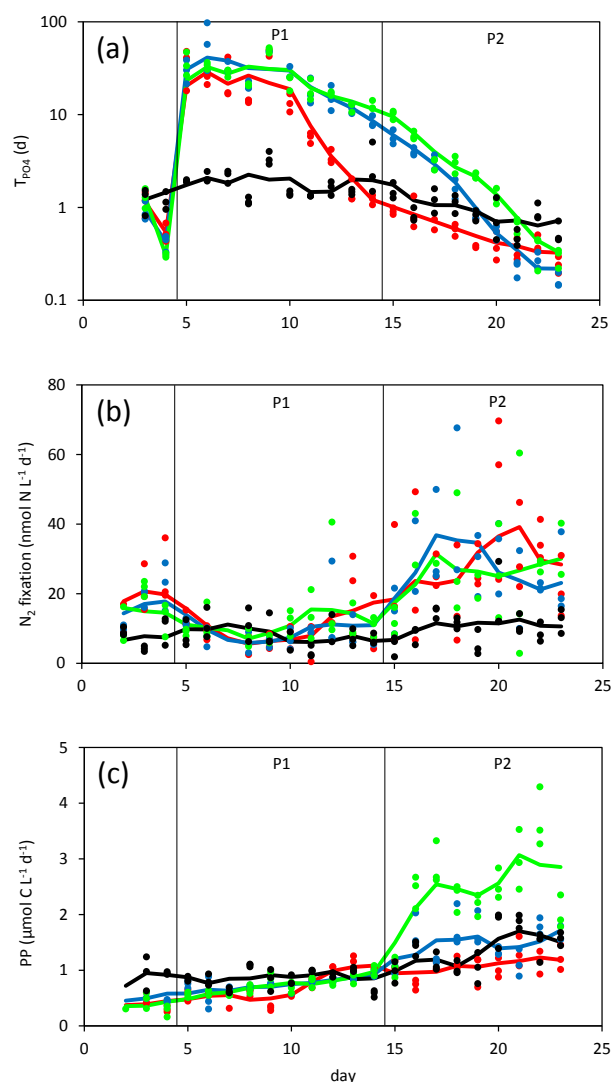 (a)
P1
P2
T_PO4 (d)
100
10
1
0.1
0 5 10 15 20 25
(b)
P1
P2
N2 fixation (nmol N L-1 d-1)
80
60
40
20
0
0 5 10 15 20 25
(c)
P1
P2
PP (µmol C L-1 d-1)
5
4
3
2
1
0
0 5 10 15 20 25
day